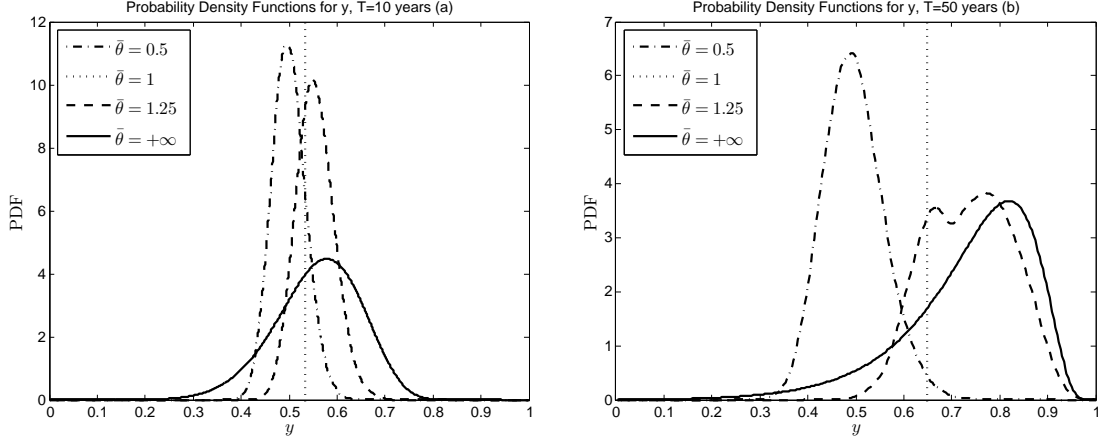 Probability Density Functions for y, T=10 years (a)
12
10
8
6
4
2
0
PDF
θ̄ = 0.5
θ̄ = 1
θ̄ = 1.25
θ̄ = +∞
0 0.1 0.2 0.3 0.4 0.5 0.6 0.7 0.8 0.9 1
y
Probability Density Functions for y, T=50 years (b)
7
6
5
4
3
2
1
0
PDF
θ̄ = 0.5
θ̄ = 1
θ̄ = 1.25
θ̄ = +∞
0 0.1 0.2 0.3 0.4 0.5 0.6 0.7 0.8 0.9 1
y